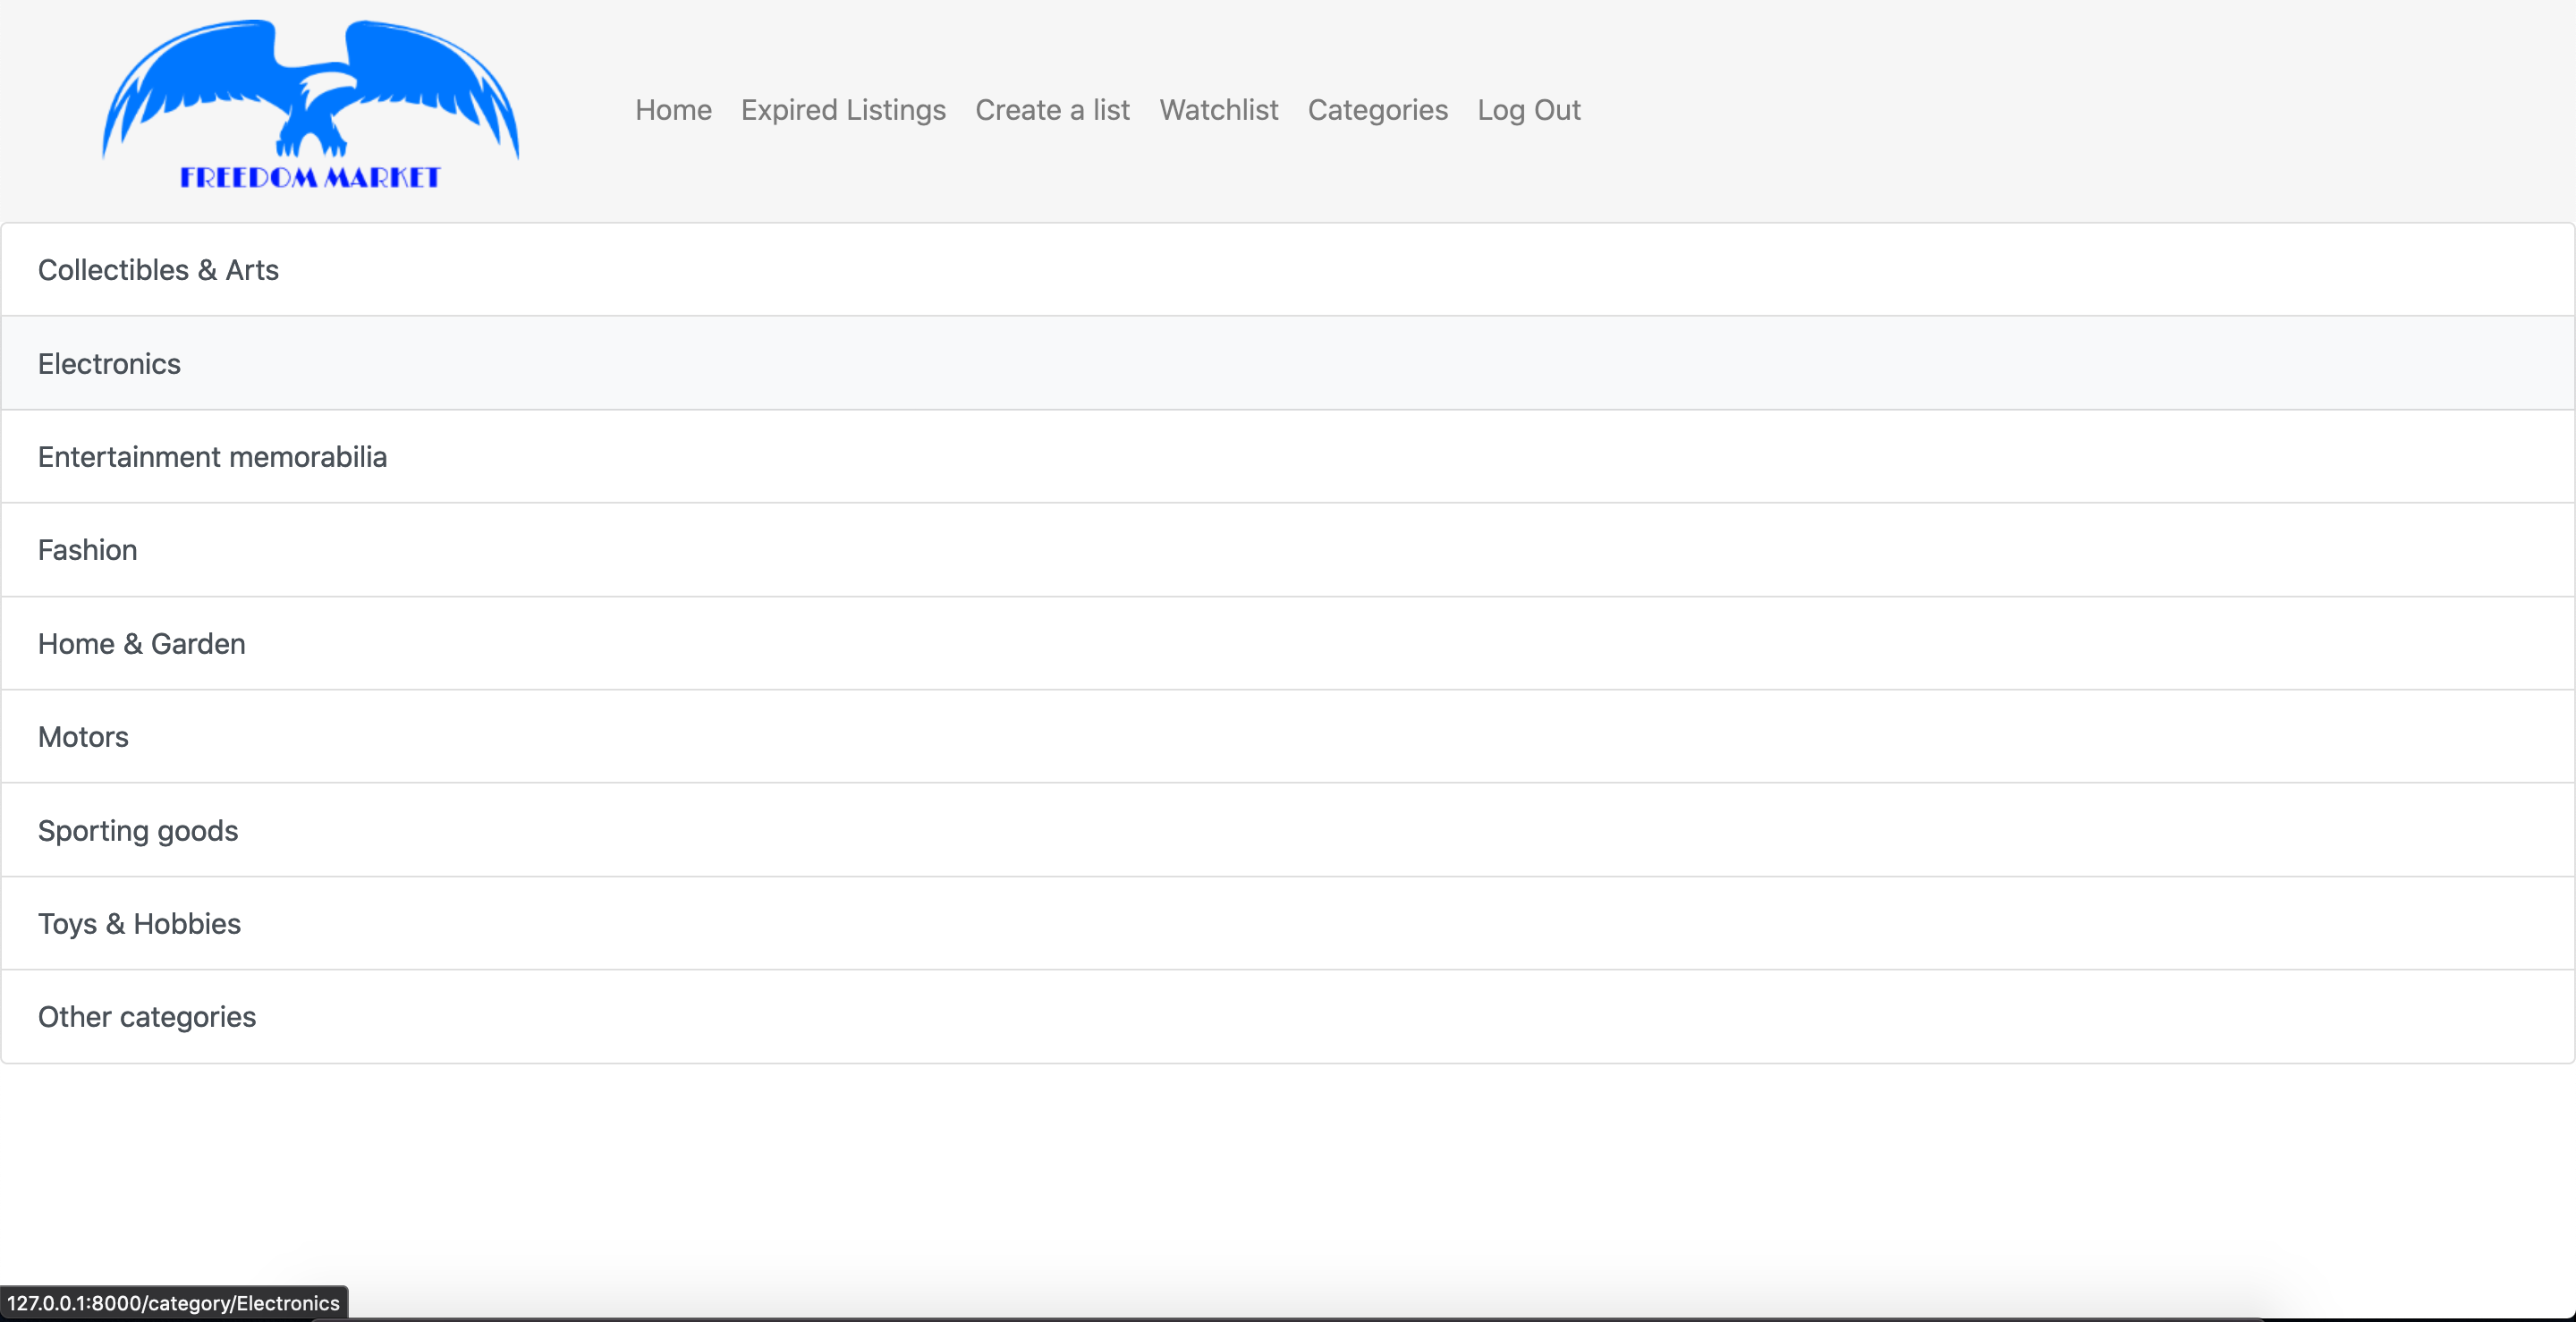 FREEDOM MARKET
Home Expired Listings Create a list Watchlist Categories Log Out
Collectibles & Arts
Electronics
Entertainment memorabilia
Fashion
Home & Garden
Motors
Sporting goods
Toys & Hobbies
Other categories
127.0.0.1:8000/category/Electronics